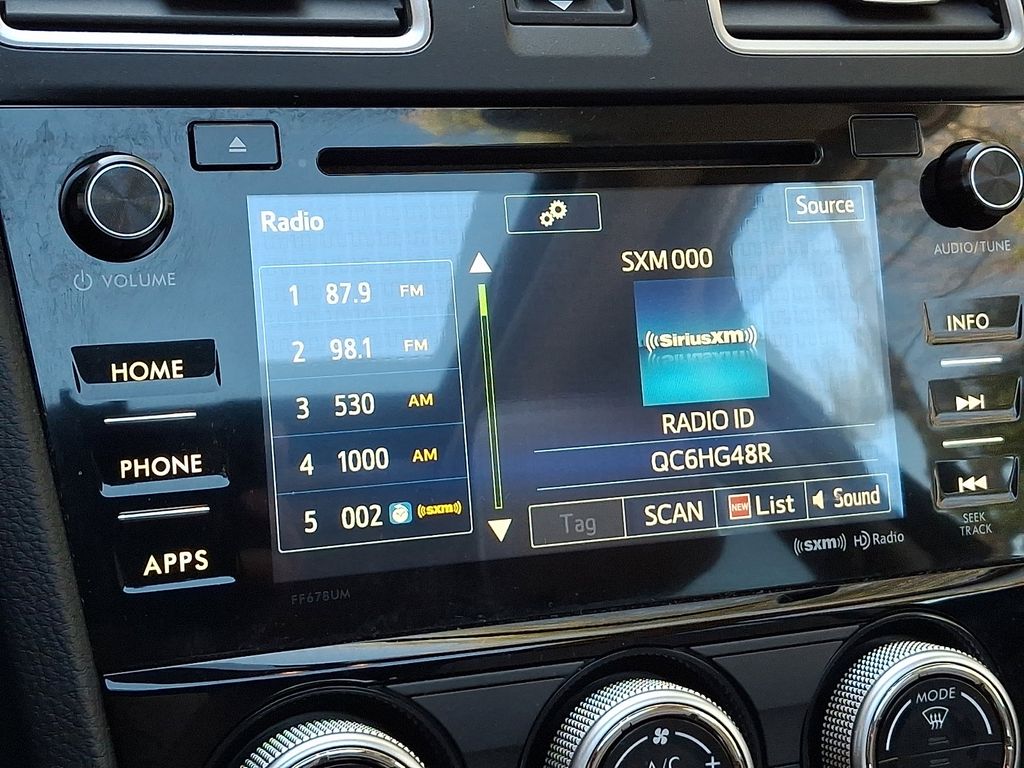 VOLUME
AUDIO/TUNE
HOME
PHONE
APPS
Radio
Source
1 87.9 FM
2 98.1 FM
3 530 AM
4 1000 AM
5 002 ((sxm))
SXM 000
((SiriusXm))
RADIO ID
QC6HG48R
Tag
SCAN
NEW List
Sound
INFO
SEEK
TRACK
((sxm)) HD Radio
FF678UM
MODE
A/C +